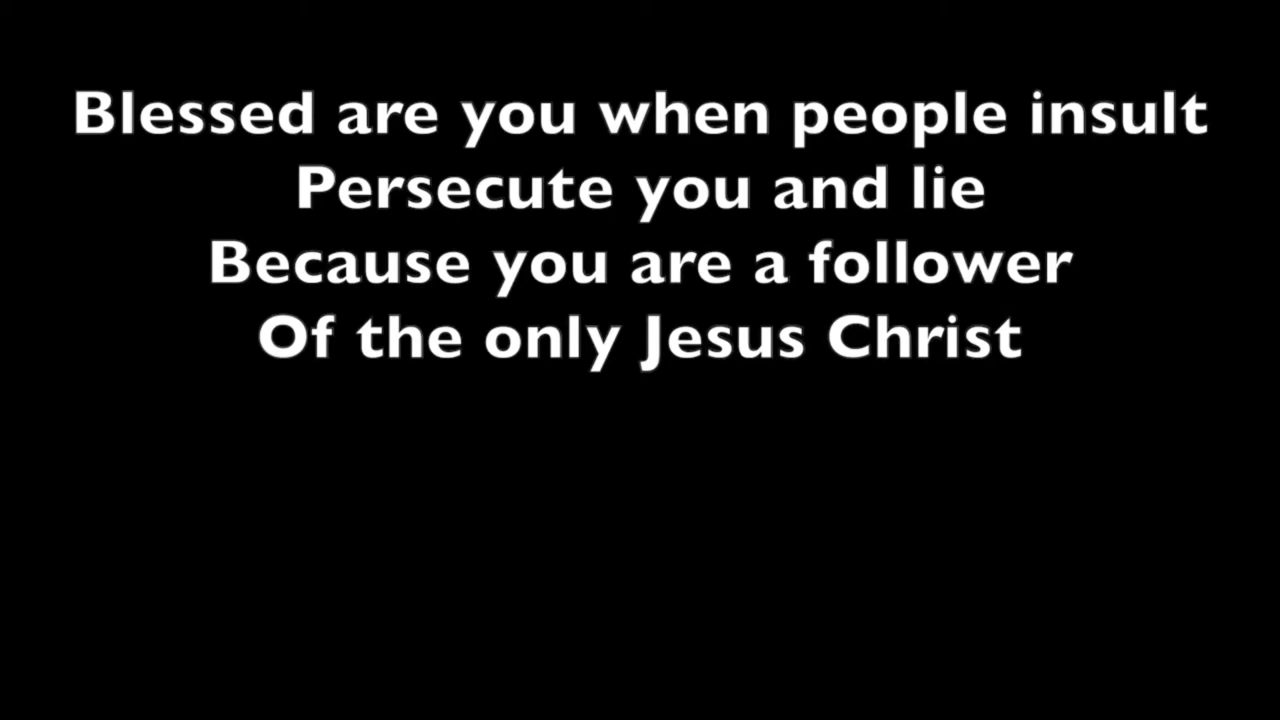 Blessed are you when people insult
Persecute you and lie
Because you are a follower
Of the only Jesus Christ